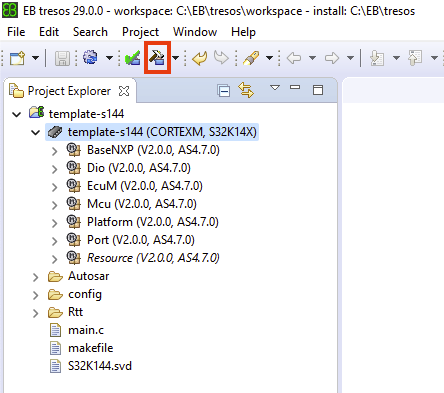 EB tresos 29.0.0 - workspace: C:\EB\tresos\workspace - install: C:\EB\tresos
File Edit Search Project Window Help
Project Explorer
template-s144
template-s144 (CORTEXM, S32K14X)
BaseNXP (V2.0.0, AS4.7.0)
Dio (V2.0.0, AS4.7.0)
EcuM (V2.0.0, AS4.7.0)
Mcu (V2.0.0, AS4.7.0)
Platform (V2.0.0, AS4.7.0)
Port (V2.0.0, AS4.7.0)
Resource (V2.0.0, AS4.7.0)
Autosar
config
Rtt
main.c
makefile
S32K144.svd